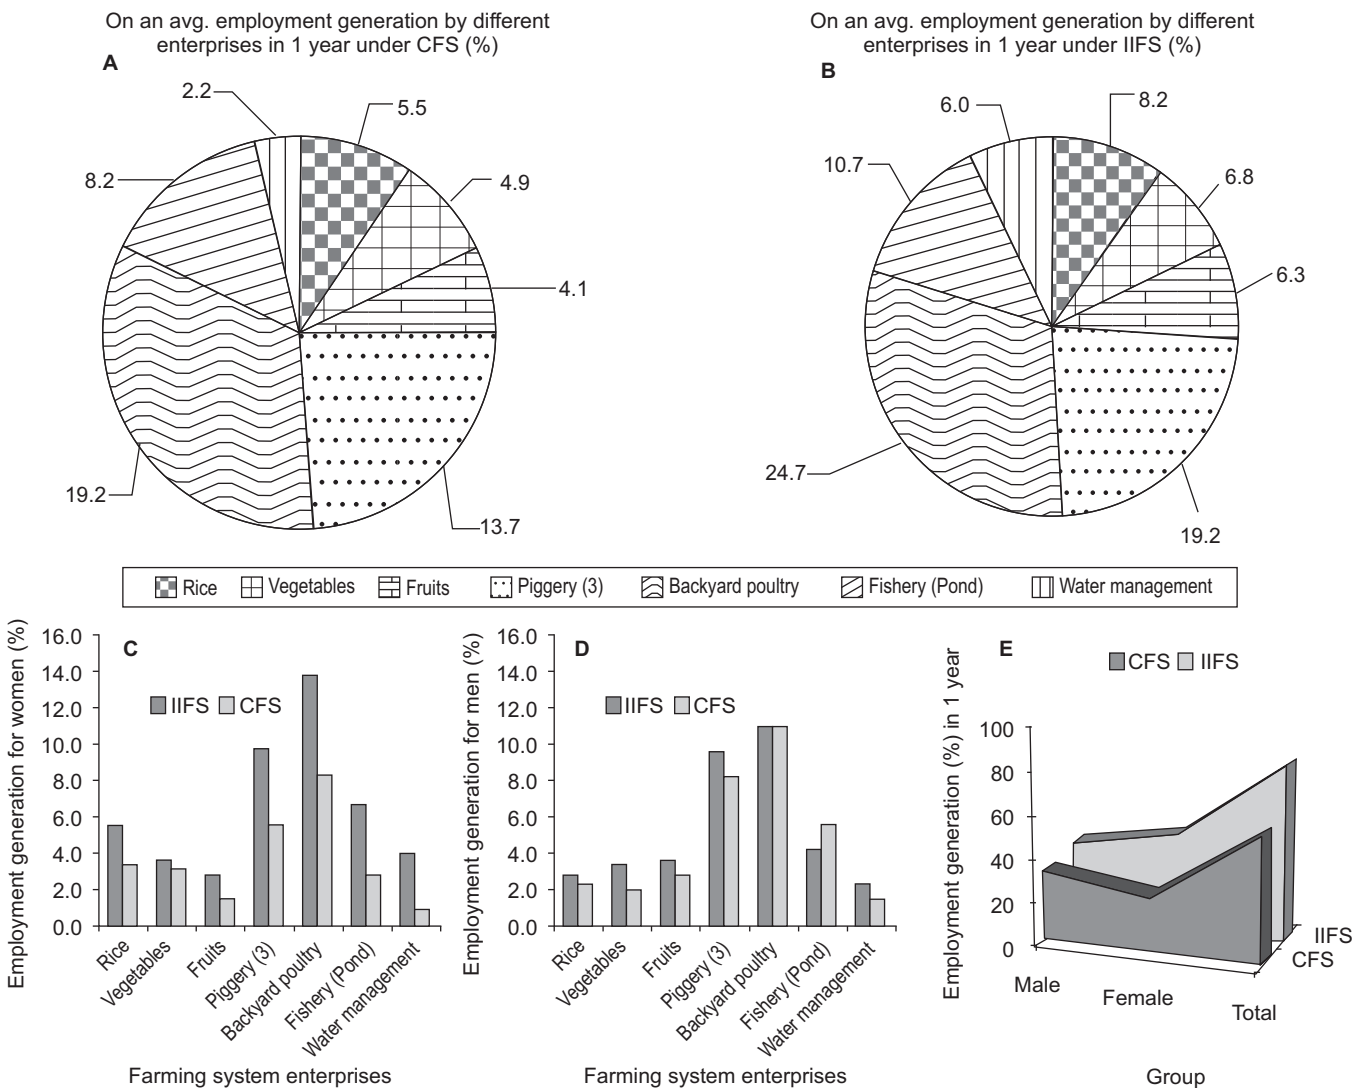 On an avg. employment generation by different
enterprises in 1 year under CFS (%)
A
2.2
5.5
8.2
4.9
4.1
19.2
13.7
On an avg. employment generation by different
enterprises in 1 year under IIFS (%)
B
6.0
8.2
10.7
6.8
6.3
24.7
19.2
Rice Vegetables Fruits Piggery (3) Backyard poultry Fishery (Pond) Water management
C
Employment generation for women (%)
16.0
14.0
12.0
10.0
8.0
6.0
4.0
2.0
0.0
IIFS CFS
Rice
Vegetables
Fruits
Piggery (3)
Backyard poultry
Fishery (Pond)
Water management
Farming system enterprises
D
Employment generation for men (%)
16.0
14.0
12.0
10.0
8.0
6.0
4.0
2.0
0.0
IIFS CFS
Rice
Vegetables
Fruits
Piggery (3)
Backyard poultry
Fishery (Pond)
Water management
Farming system enterprises
E
Employment generation (%) in 1 year
CFS IIFS
100
80
60
40
20
0
IIFS
CFS
Male
Female
Total
Group